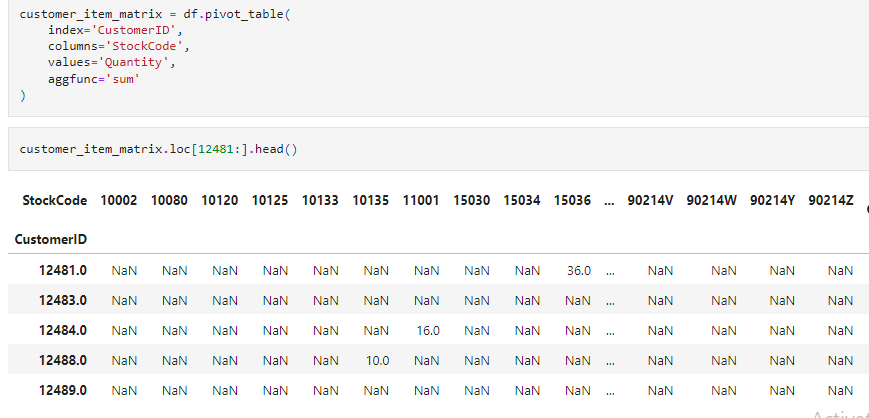 customer_item_matrix = df.pivot_table(
    index='CustomerID',
    columns='StockCode',
    values='Quantity',
    aggfunc='sum'
)
customer_item_matrix.loc[12481:].head()
StockCode 10002 10080 10120 10125 10133 10135 11001 15030 15034 15036 ... 90214V 90214W 90214Y 90214Z
CustomerID
12481.0 NaN NaN NaN NaN NaN NaN NaN NaN NaN 36.0 ... NaN NaN NaN NaN
12483.0 NaN NaN NaN NaN NaN NaN NaN NaN NaN NaN ... NaN NaN NaN NaN
12484.0 NaN NaN NaN NaN NaN NaN 16.0 NaN NaN NaN ... NaN NaN NaN NaN
12488.0 NaN NaN NaN NaN NaN 10.0 NaN NaN NaN NaN ... NaN NaN NaN NaN
12489.0 NaN NaN NaN NaN NaN NaN NaN NaN NaN NaN ... NaN NaN NaN NaN